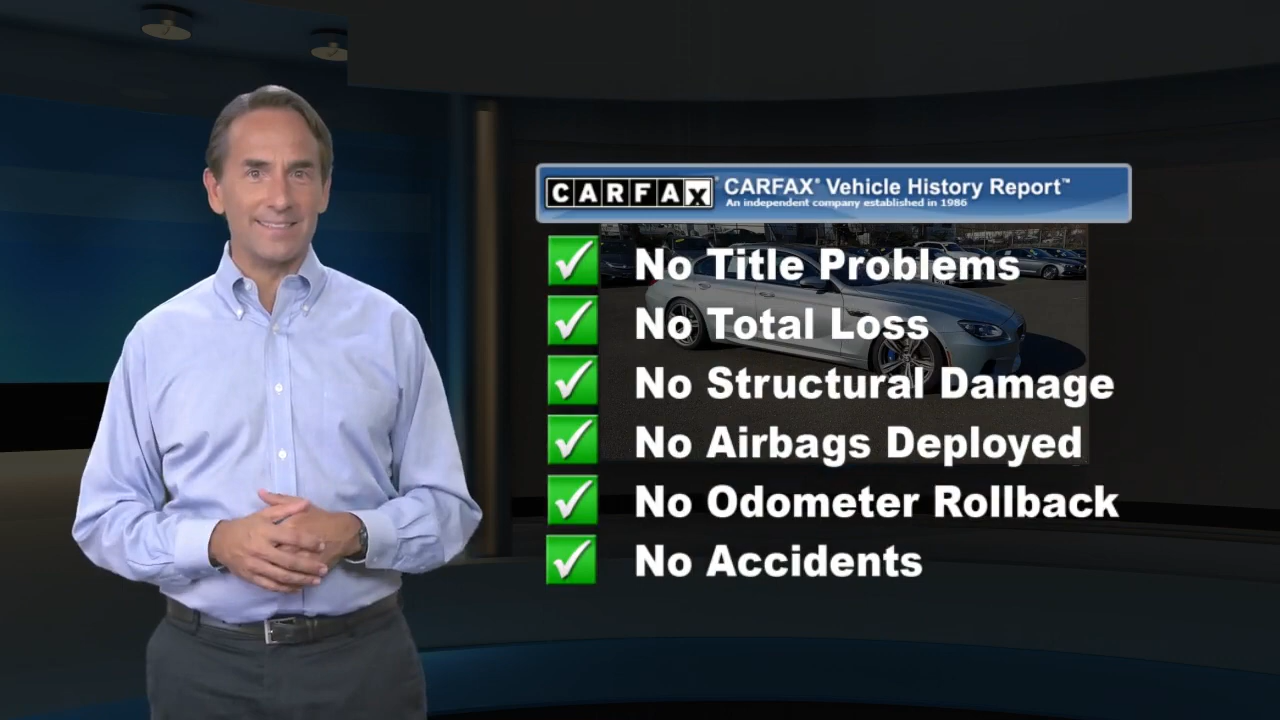 CARFAX
CARFAX® Vehicle History Report™
An independent company established in 1986
No Title Problems
No Total Loss
No Structural Damage
No Airbags Deployed
No Odometer Rollback
No Accidents